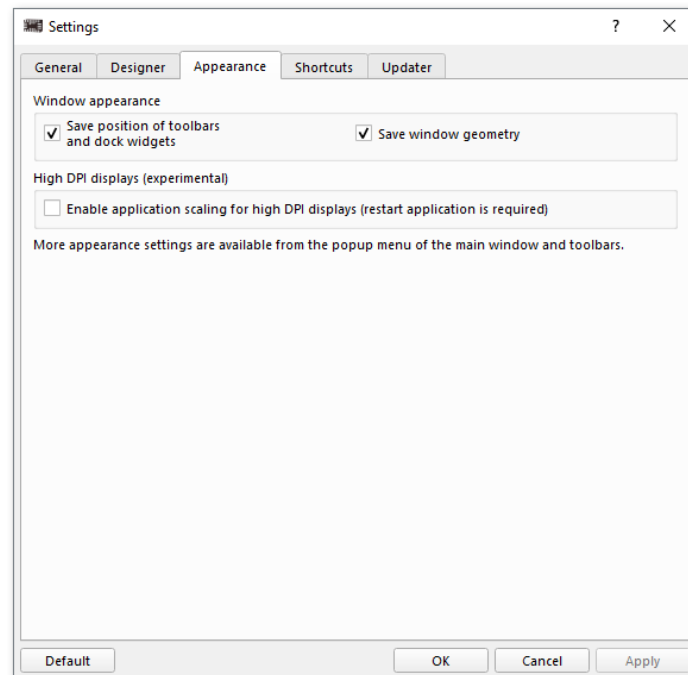 Settings
General Designer Appearance Shortcuts Updater
Window appearance
Save position of toolbars
and dock widgets
Save window geometry
High DPI displays (experimental)
Enable application scaling for high DPI displays (restart application is required)
More appearance settings are available from the popup menu of the main window and toolbars.
Default OK Cancel Apply